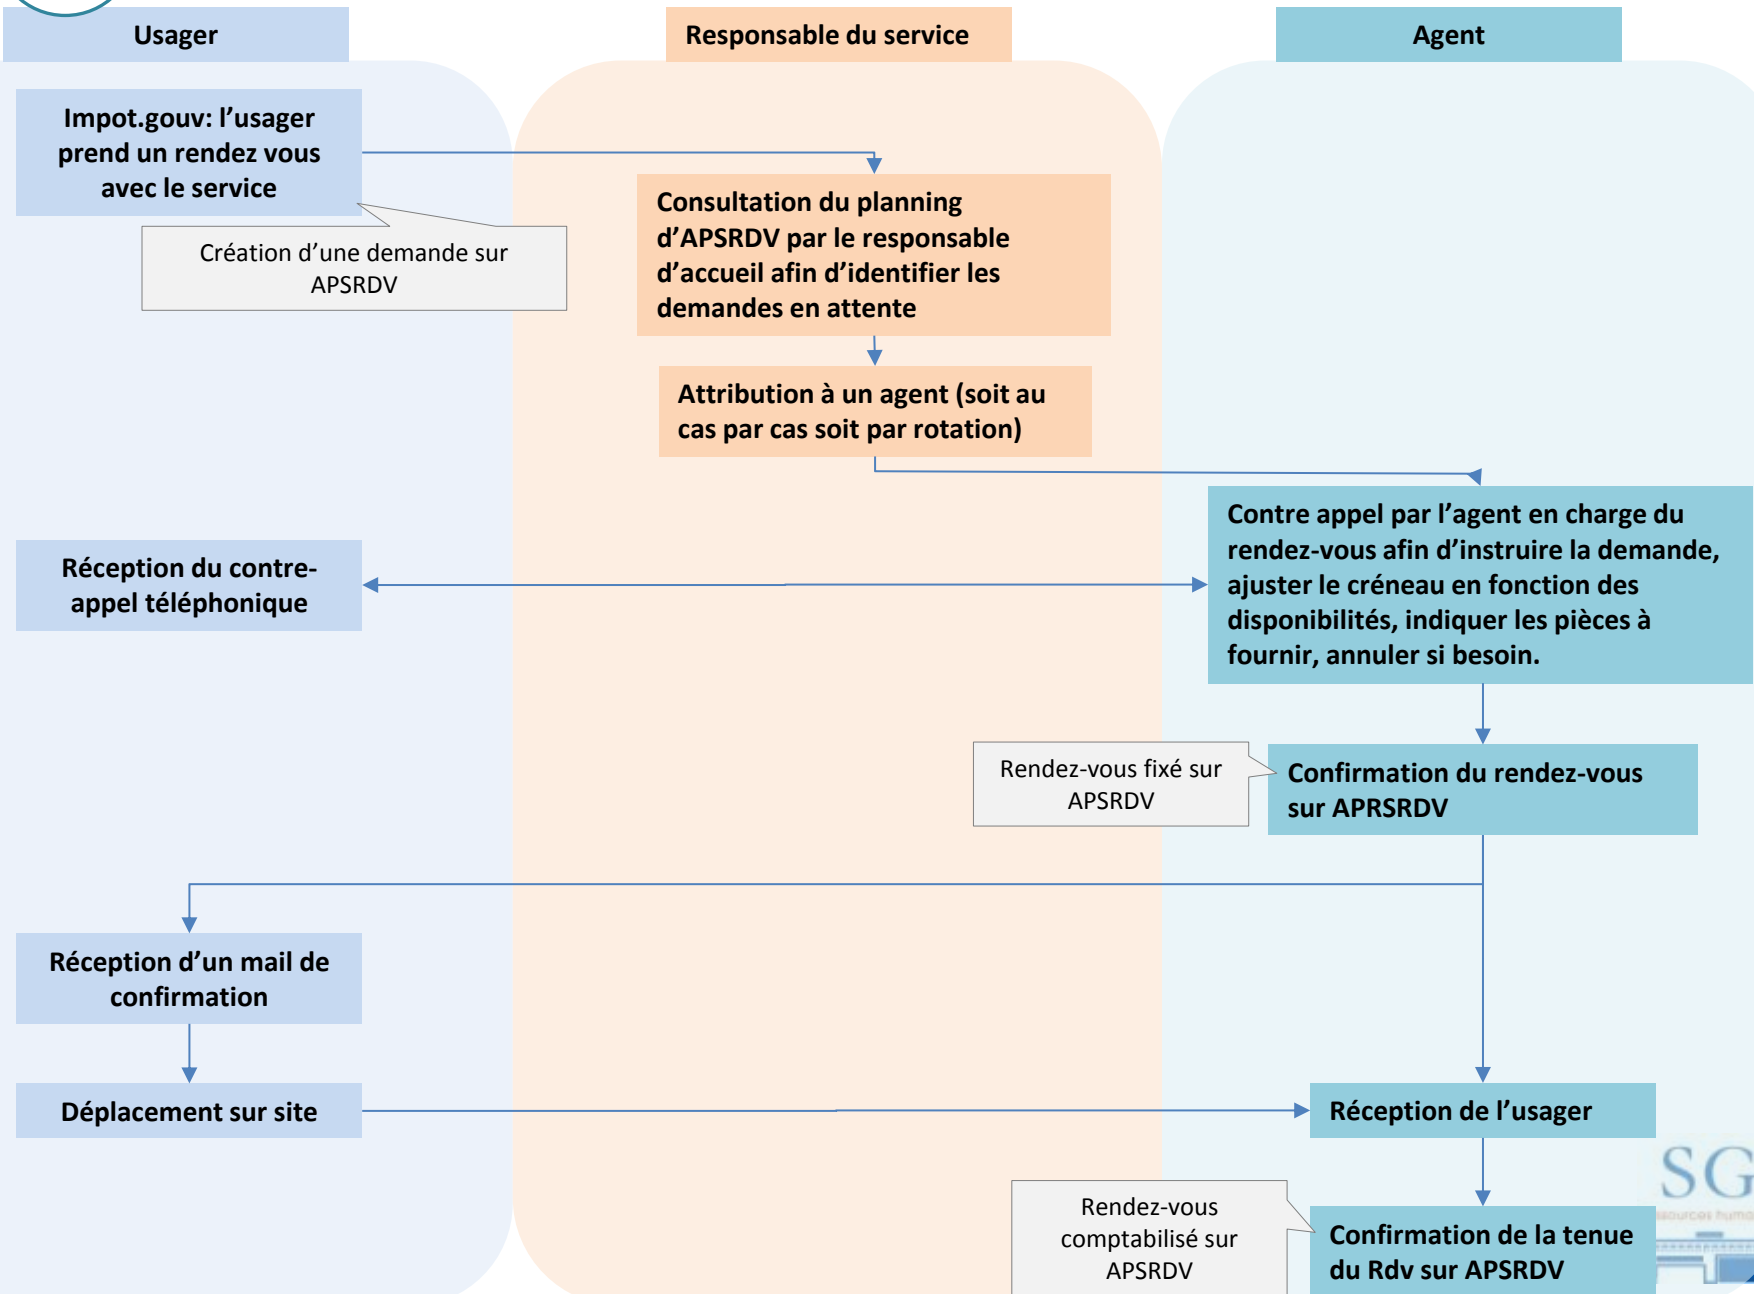 Usager
Responsable du service
Agent
Impot.gouv: l’usager
prend un rendez vous
avec le service
Création d’une demande sur
APSRDV
Consultation du planning
d’APSRDV par le responsable
d’accueil afin d’identifier les
demandes en attente
Attribution à un agent (soit au
cas par cas soit par rotation)
Contre appel par l’agent en charge du
rendez-vous afin d’instruire la demande,
ajuster le créneau en fonction des
disponibilités, indiquer les pièces à
fournir, annuler si besoin.
Réception du contre-
appel téléphonique
Rendez-vous fixé sur
APSRDV
Confirmation du rendez-vous
sur APRSRDV
Réception d’un mail de
confirmation
Déplacement sur site
Réception de l’usager
Rendez-vous
comptabilisé sur
APSRDV
Confirmation de la tenue
du Rdv sur APSRDV
SG